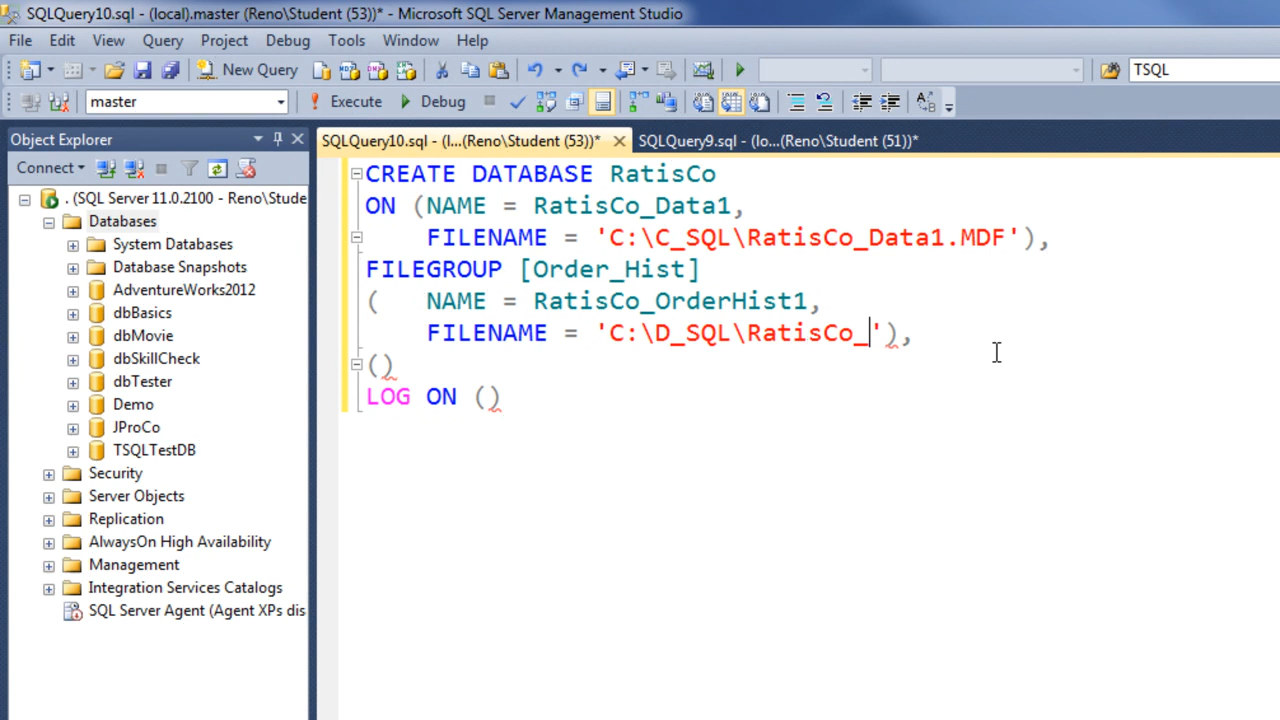 SQLQuery10.sql - (local).master (Reno\Student (53))* - Microsoft SQL Server Management Studio
File Edit View Query Project Debug Tools Window Help
New Query TSQL
master Execute Debug
Object Explorer
SQLQuery10.sql - (l...(Reno\Student (53))* SQLQuery9.sql - (lo...(Reno\Student (51))*
Connect
. (SQL Server 11.0.2100 - Reno\Stude
Databases
System Databases
Database Snapshots
AdventureWorks2012
dbBasics
dbMovie
dbSkillCheck
dbTester
Demo
JProCo
TSQLTestDB
Security
Server Objects
Replication
AlwaysOn High Availability
Management
Integration Services Catalogs
SQL Server Agent (Agent XPs dis
CREATE DATABASE RatisCo
ON (NAME = RatisCo_Data1,
FILENAME = 'C:\C_SQL\RatisCo_Data1.MDF'),
FILEGROUP [Order_Hist]
( NAME = RatisCo_OrderHist1,
FILENAME = 'C:\D_SQL\RatisCo_'),
()
LOG ON ()